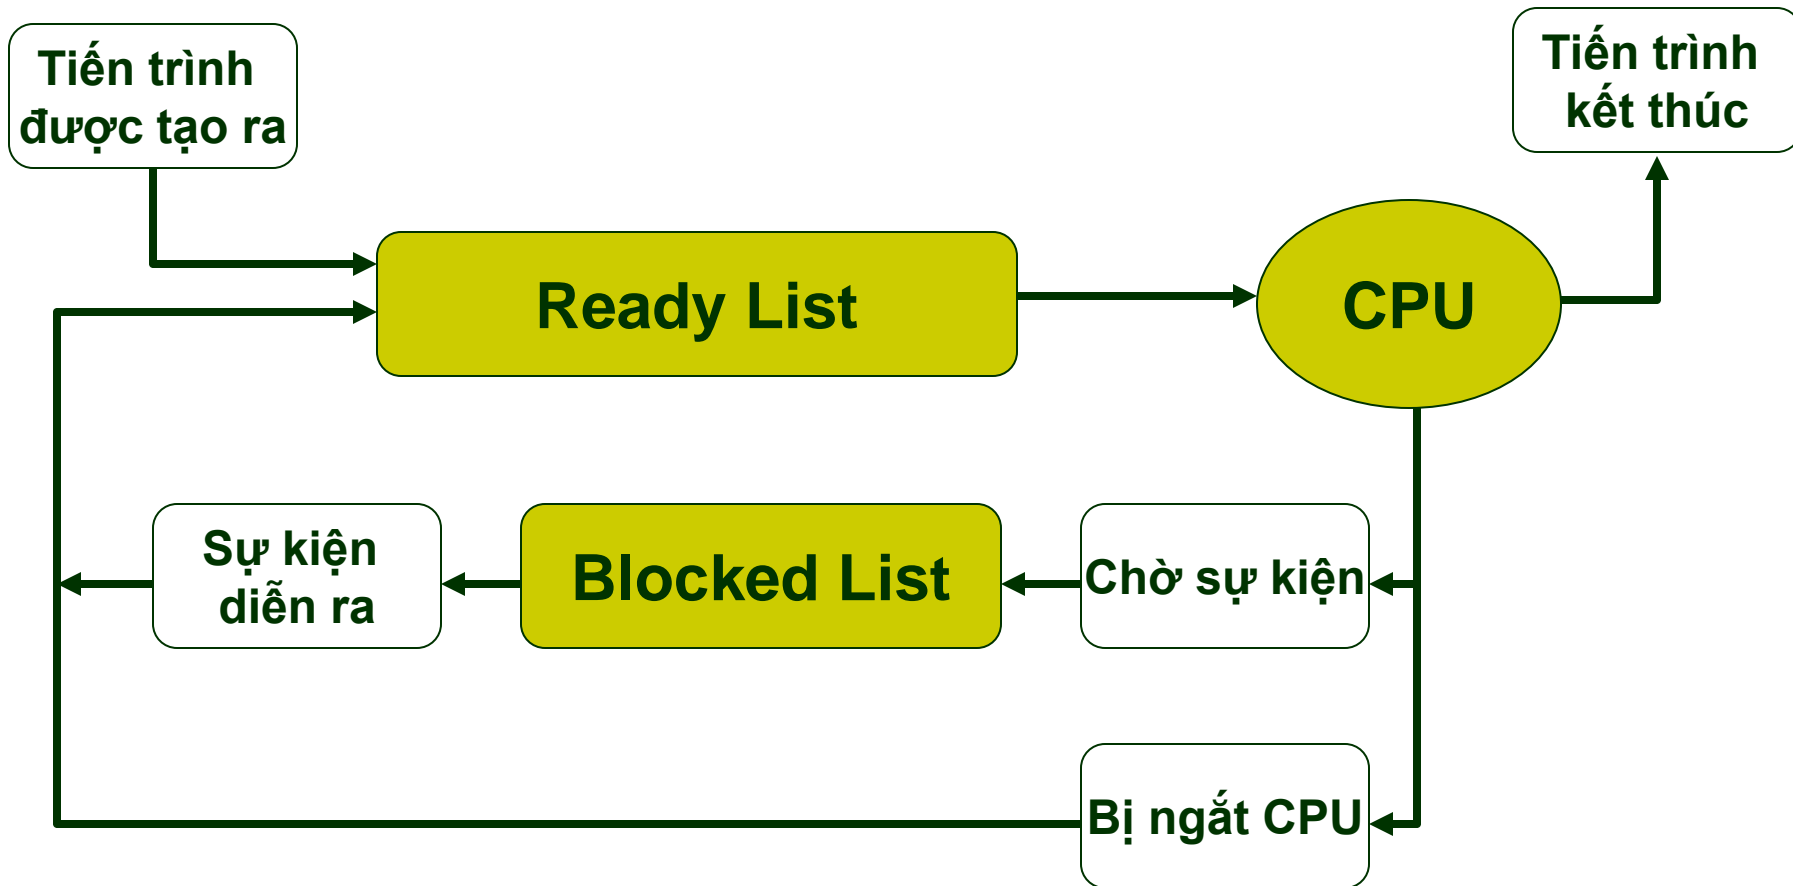 Tiến trình
được tạo ra
Tiến trình
kết thúc
Ready List
CPU
Sự kiện
diễn ra
Blocked List
Chờ sự kiện
Bị ngắt CPU